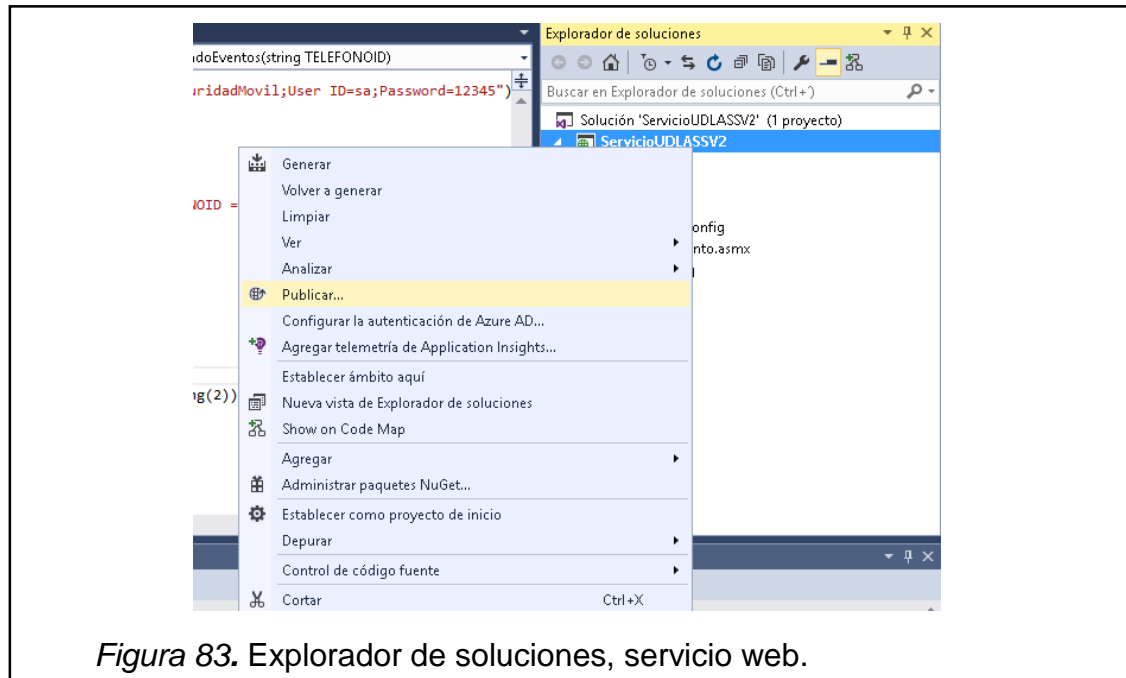 Explorador de soluciones
doEventos(string TELEFONOID)
uridadMovil;User ID=sa;Password=12345")
Buscar en Explorador de soluciones (Ctrl+´)
Solución 'ServicioUDLASSV2' (1 proyecto)
ServicioUDLASSV2
Generar
Volver a generar
NOID =
Limpiar
onfig
Ver
nto.asmx
Analizar
Publicar...
Configurar la autenticación de Azure AD...
Agregar telemetría de Application Insights...
Establecer ámbito aquí
ng(2))
Nueva vista de Explorador de soluciones
Show on Code Map
Agregar
Administrar paquetes NuGet...
Establecer como proyecto de inicio
Depurar
Control de código fuente
Cortar Ctrl+X
Figura 83. Explorador de soluciones, servicio web.